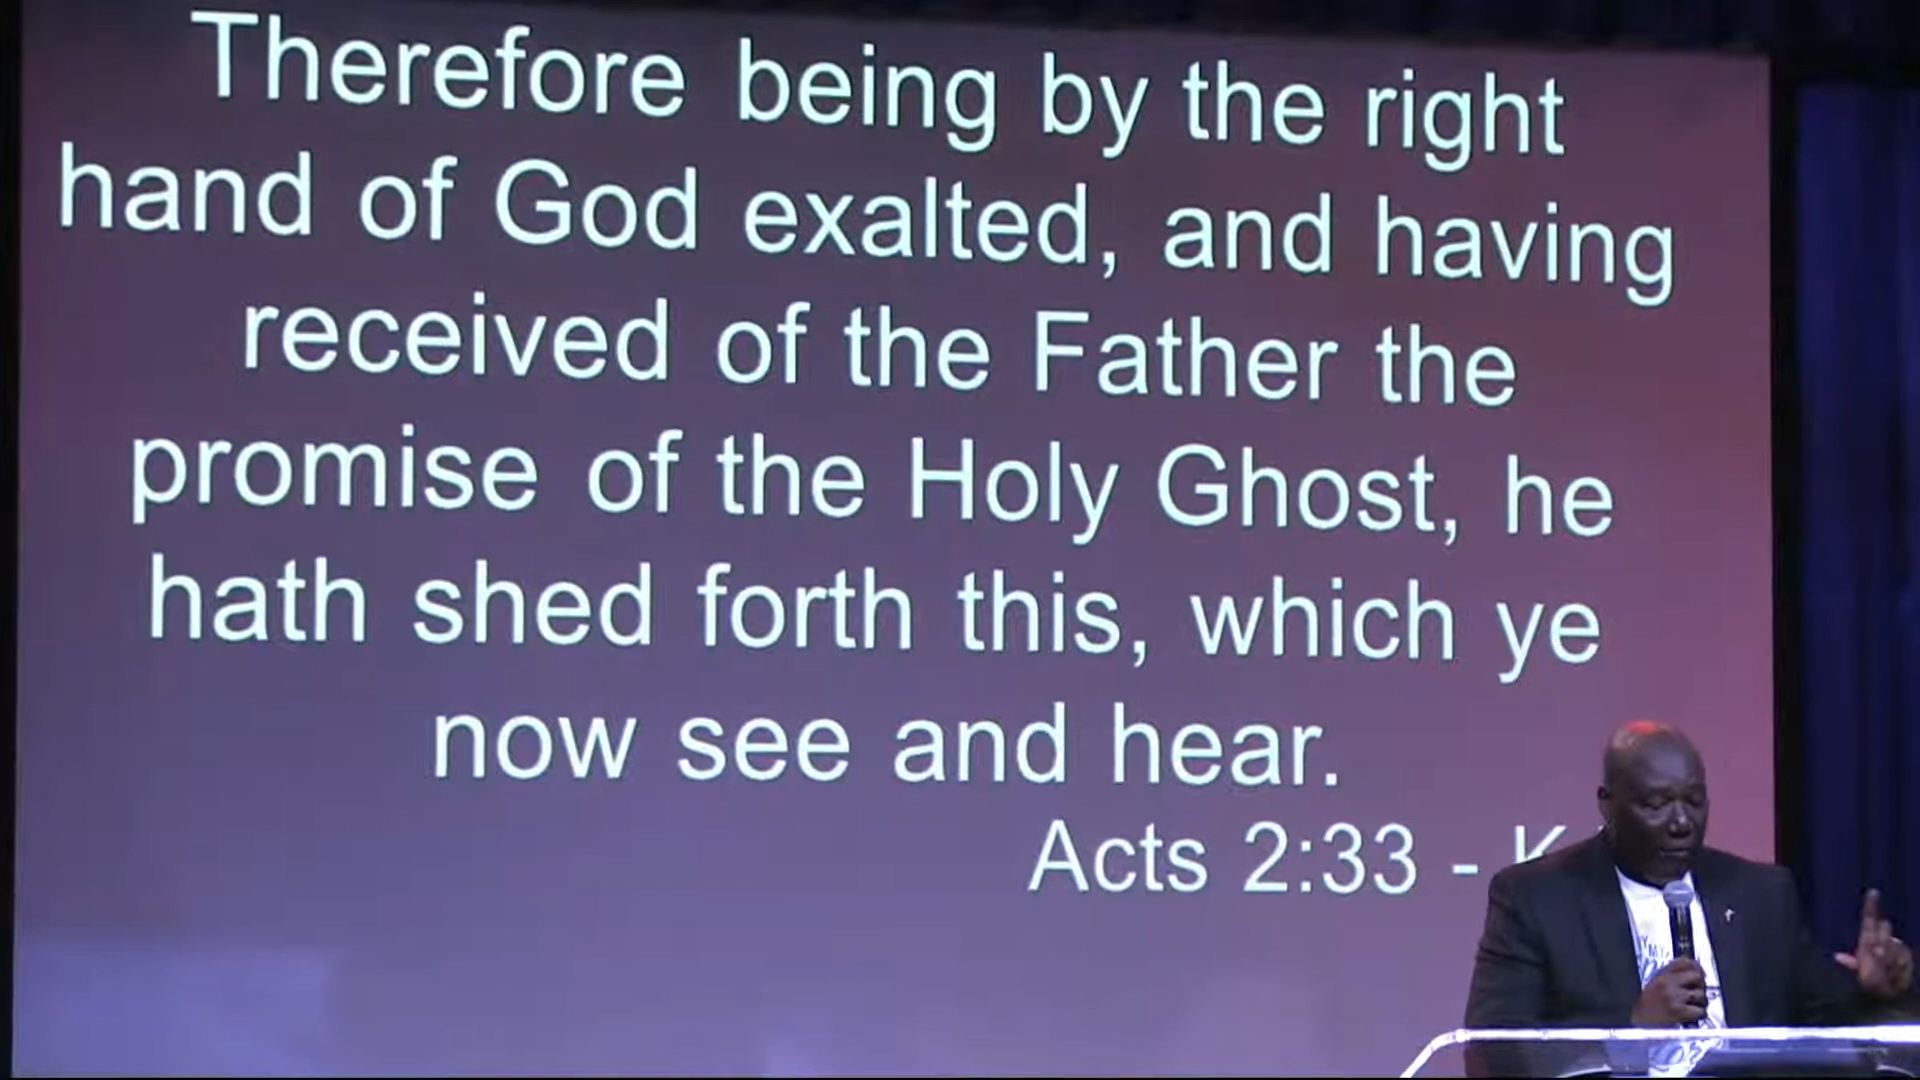 Therefore being by the right
hand of God exalted, and having
received of the Father the
promise of the Holy Ghost, he
hath shed forth this, which ye
now see and hear.
Acts 2:33 -
MY